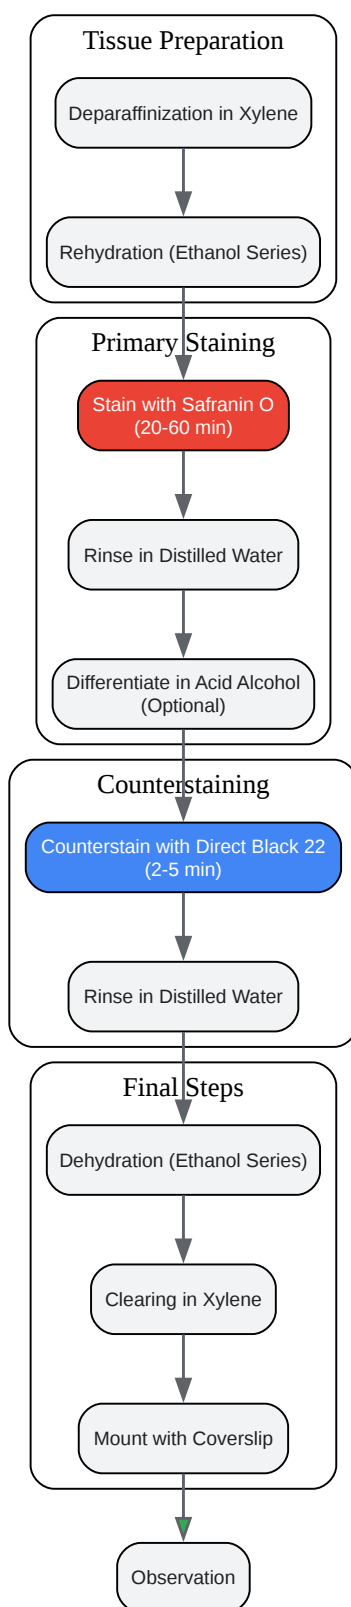 Tissue Preparation
Deparaffinization in Xylene
Rehydration (Ethanol Series)
Primary Staining
Stain with Safranin O
(20-60 min)
Rinse in Distilled Water
Differentiate in Acid Alcohol
(Optional)
Counterstaining
Counterstain with Direct Black 22
(2-5 min)
Rinse in Distilled Water
Final Steps
Dehydration (Ethanol Series)
Clearing in Xylene
Mount with Coverslip
Observation